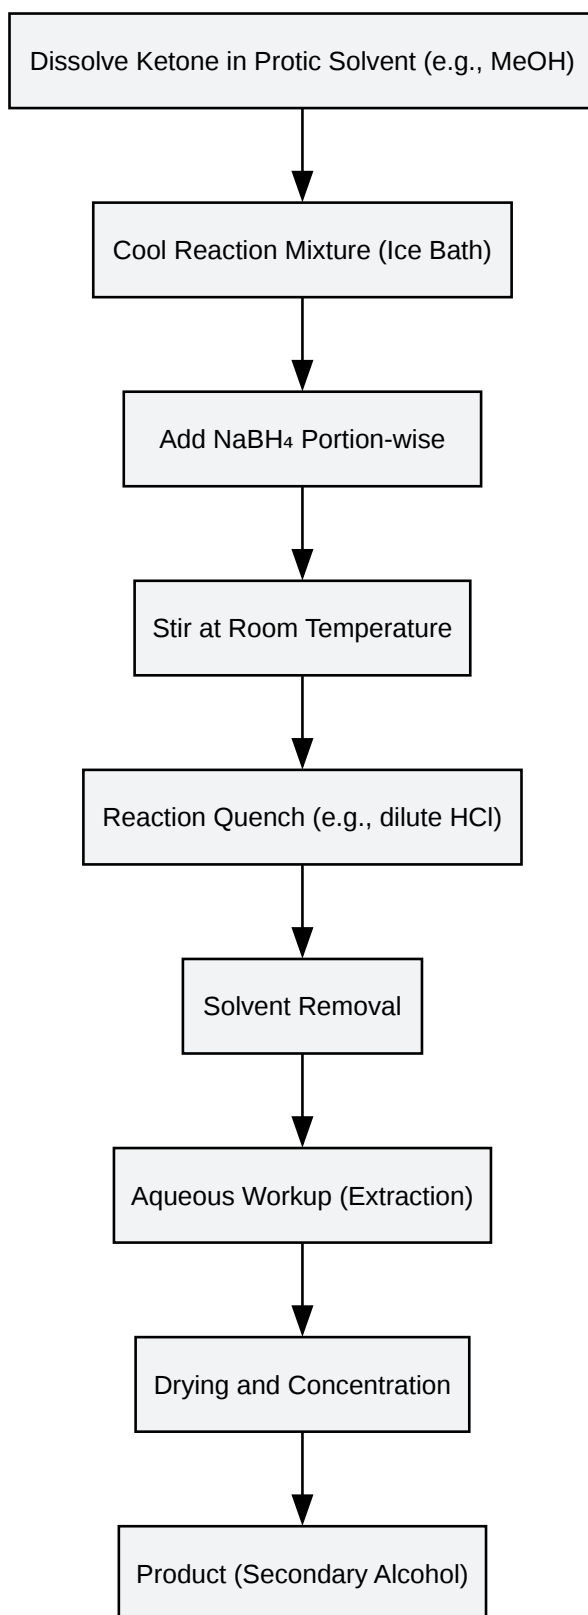 Dissolve Ketone in Protic Solvent (e.g., MeOH)
Cool Reaction Mixture (Ice Bath)
Add NaBH₄ Portion-wise
Stir at Room Temperature
Reaction Quench (e.g., dilute HCl)
Solvent Removal
Aqueous Workup (Extraction)
Drying and Concentration
Product (Secondary Alcohol)